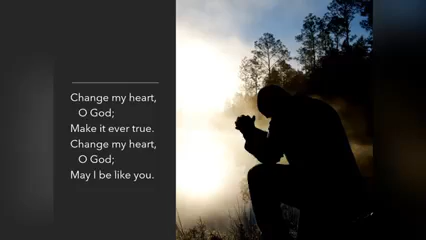 Change my heart,
O God;
Make it ever true.
Change my heart,
O God;
May I be like you.